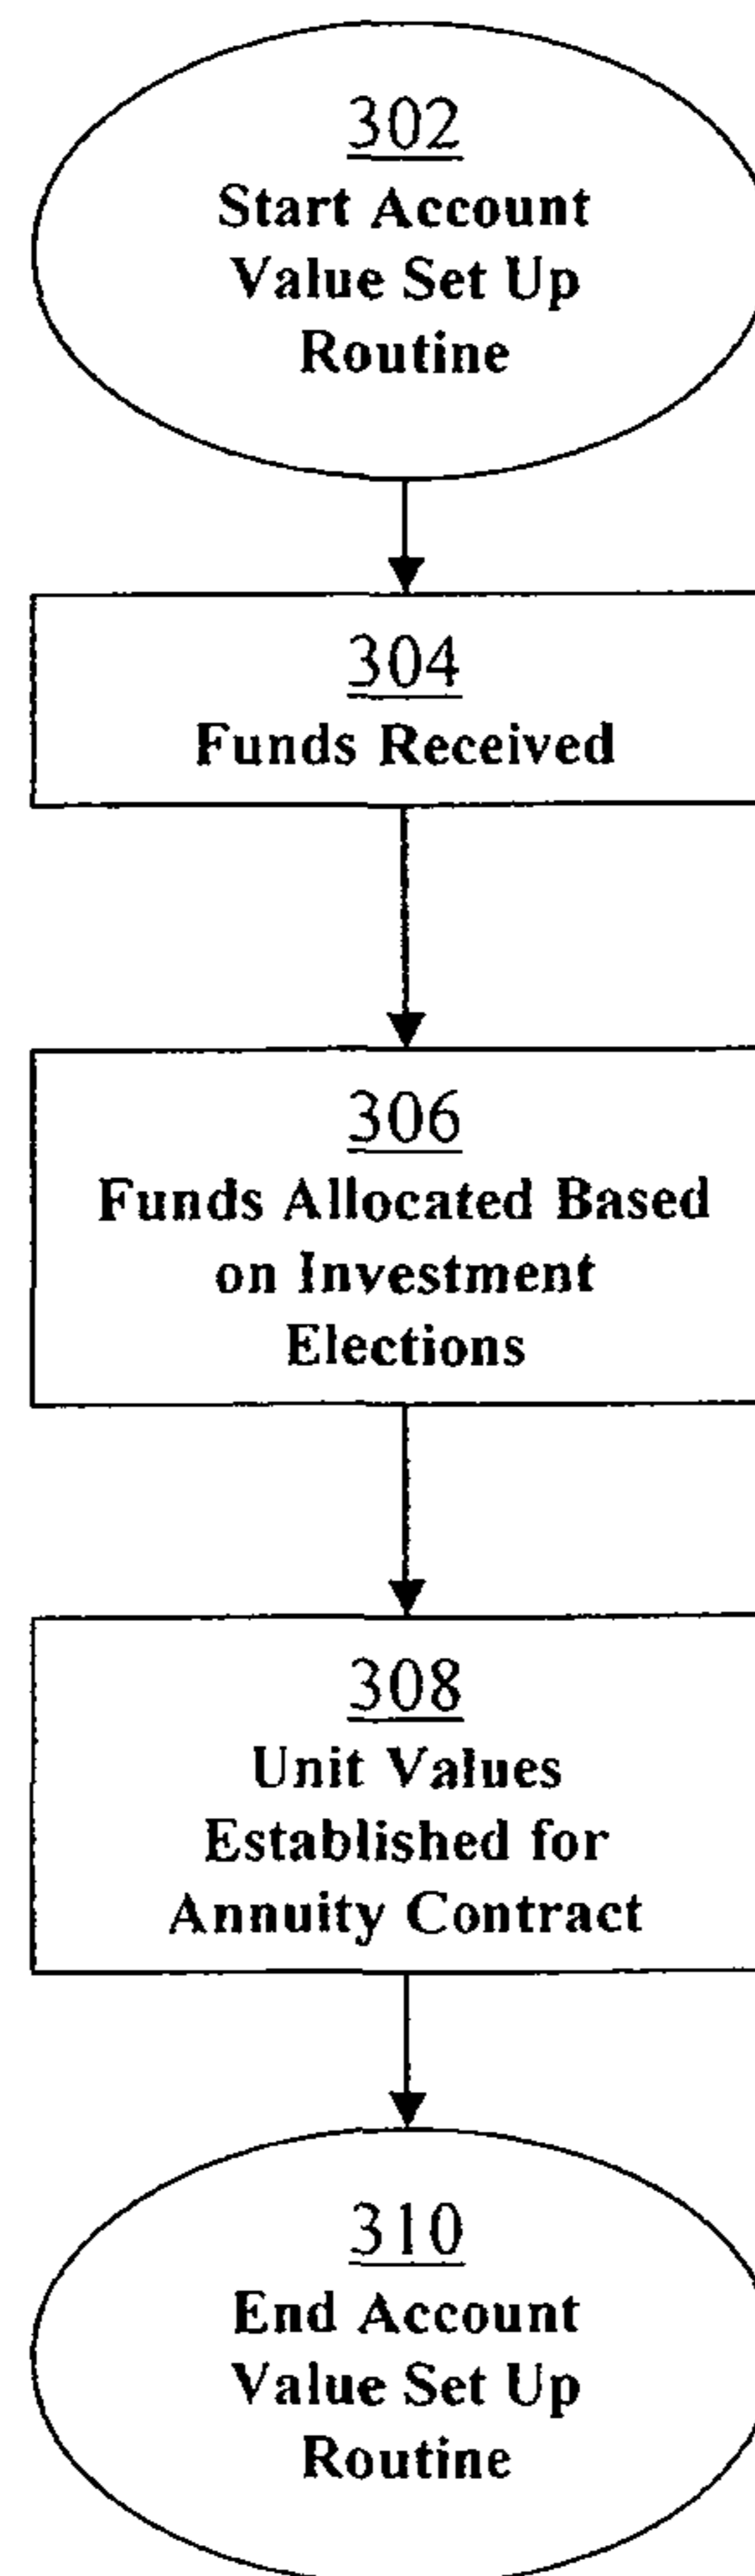 302
Start Account
Value Set Up
Routine
304
Funds Received
306
Funds Allocated Based
on Investment
Elections
308
Unit Values
Established for
Annuity Contract
310
End Account
Value Set Up
Routine